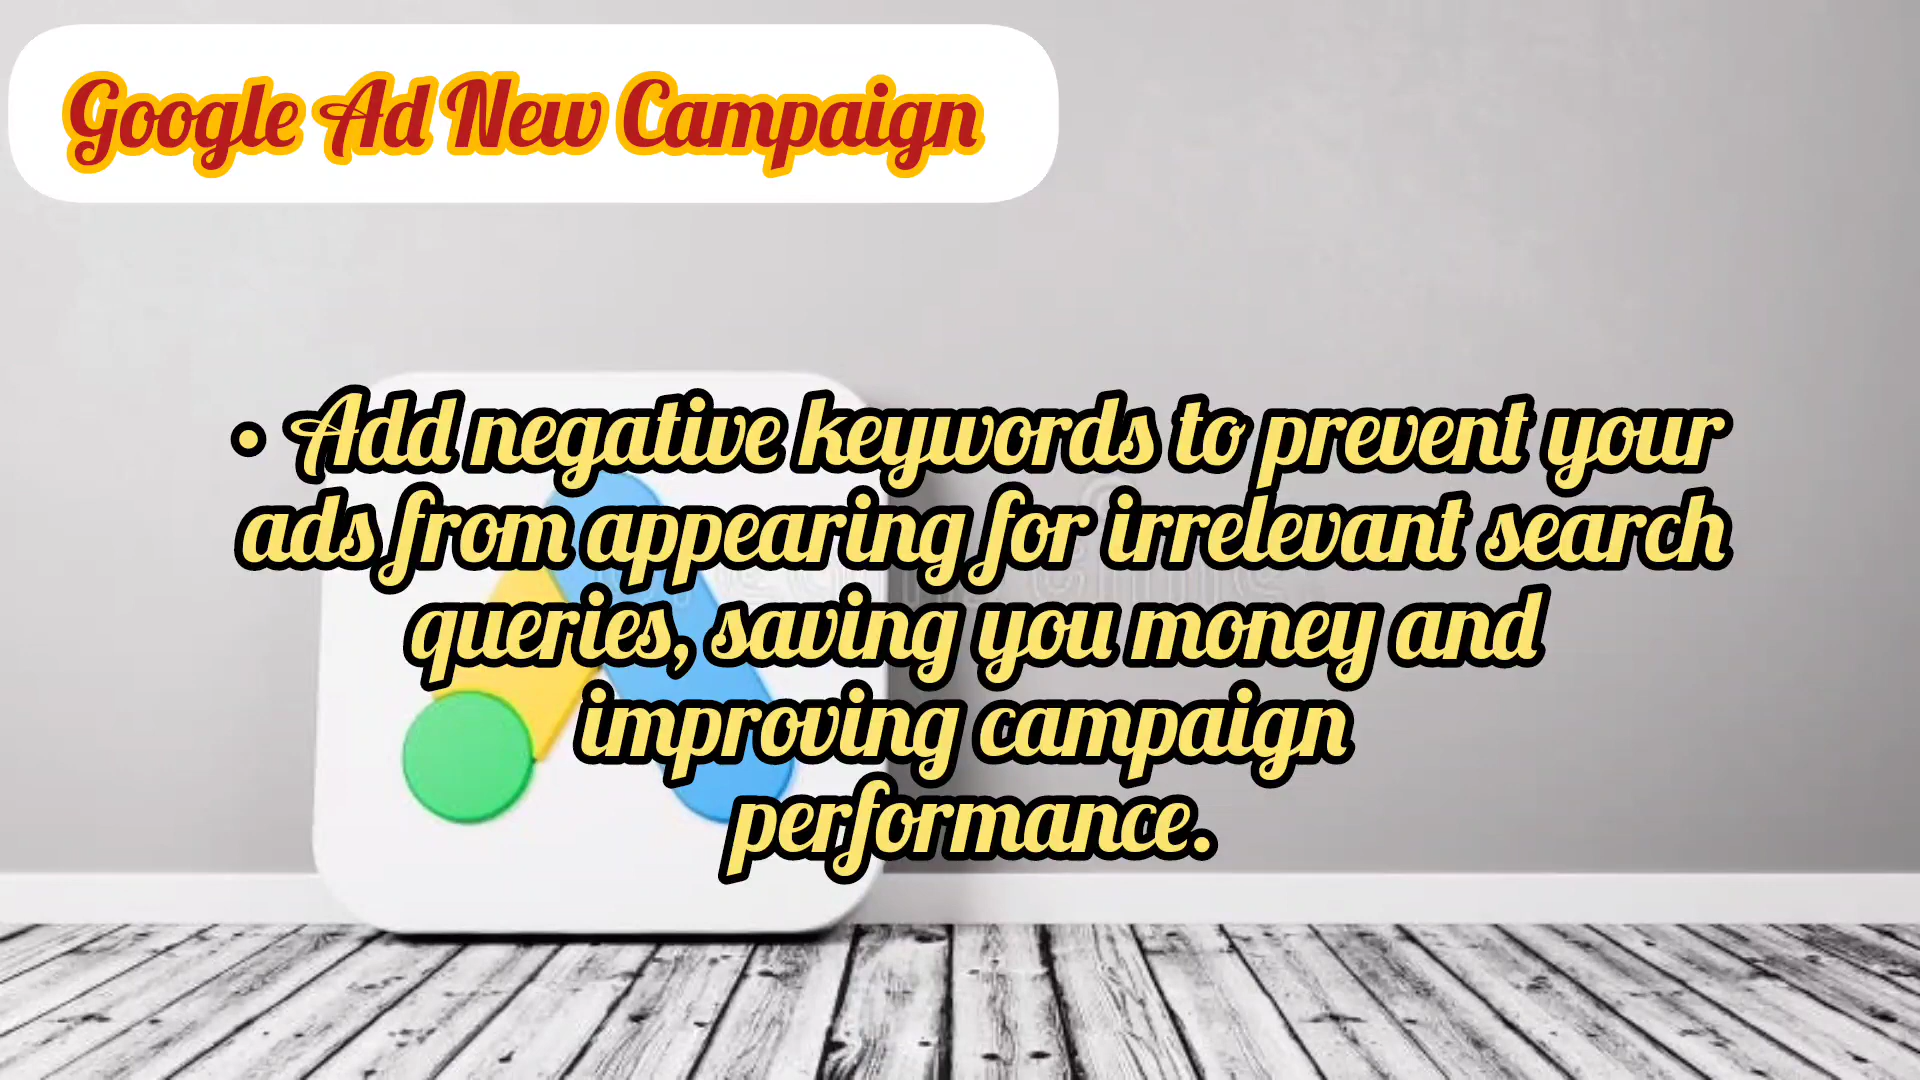 Google Ad New Campaign
• Add negative keywords to prevent your
ads from appearing for irrelevant search
queries, saving you money and
improving campaign
performance.